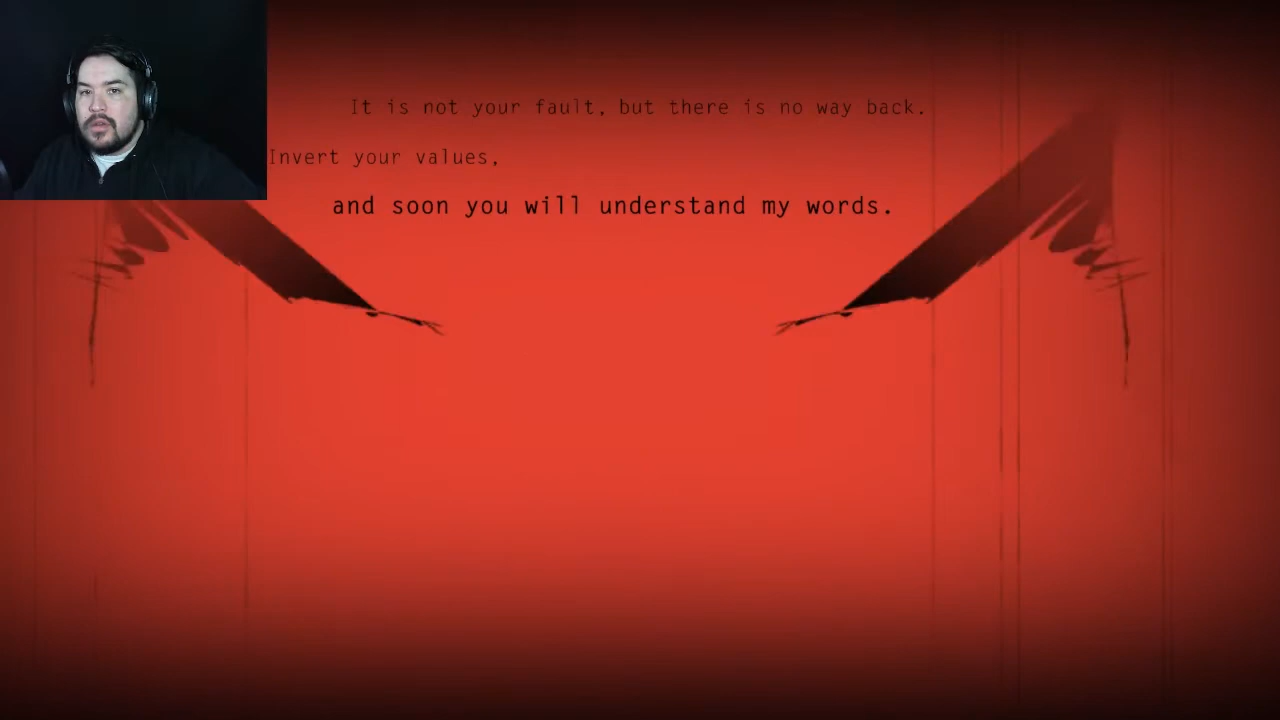 It is not your fault, but there is no way back.
Invert your values,
and soon you will understand my words.